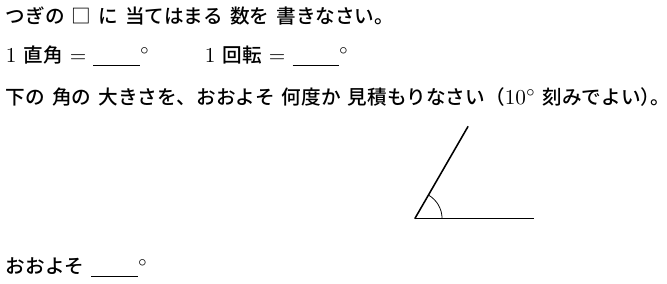 つぎの □ に 当てはまる 数を 書きなさい。
1 直角 = ____° 1 回転 = ____°
下の 角の 大きさを、おおよそ 何度か 見積もりなさい（10° 刻みでよい）。
おおよそ ____°